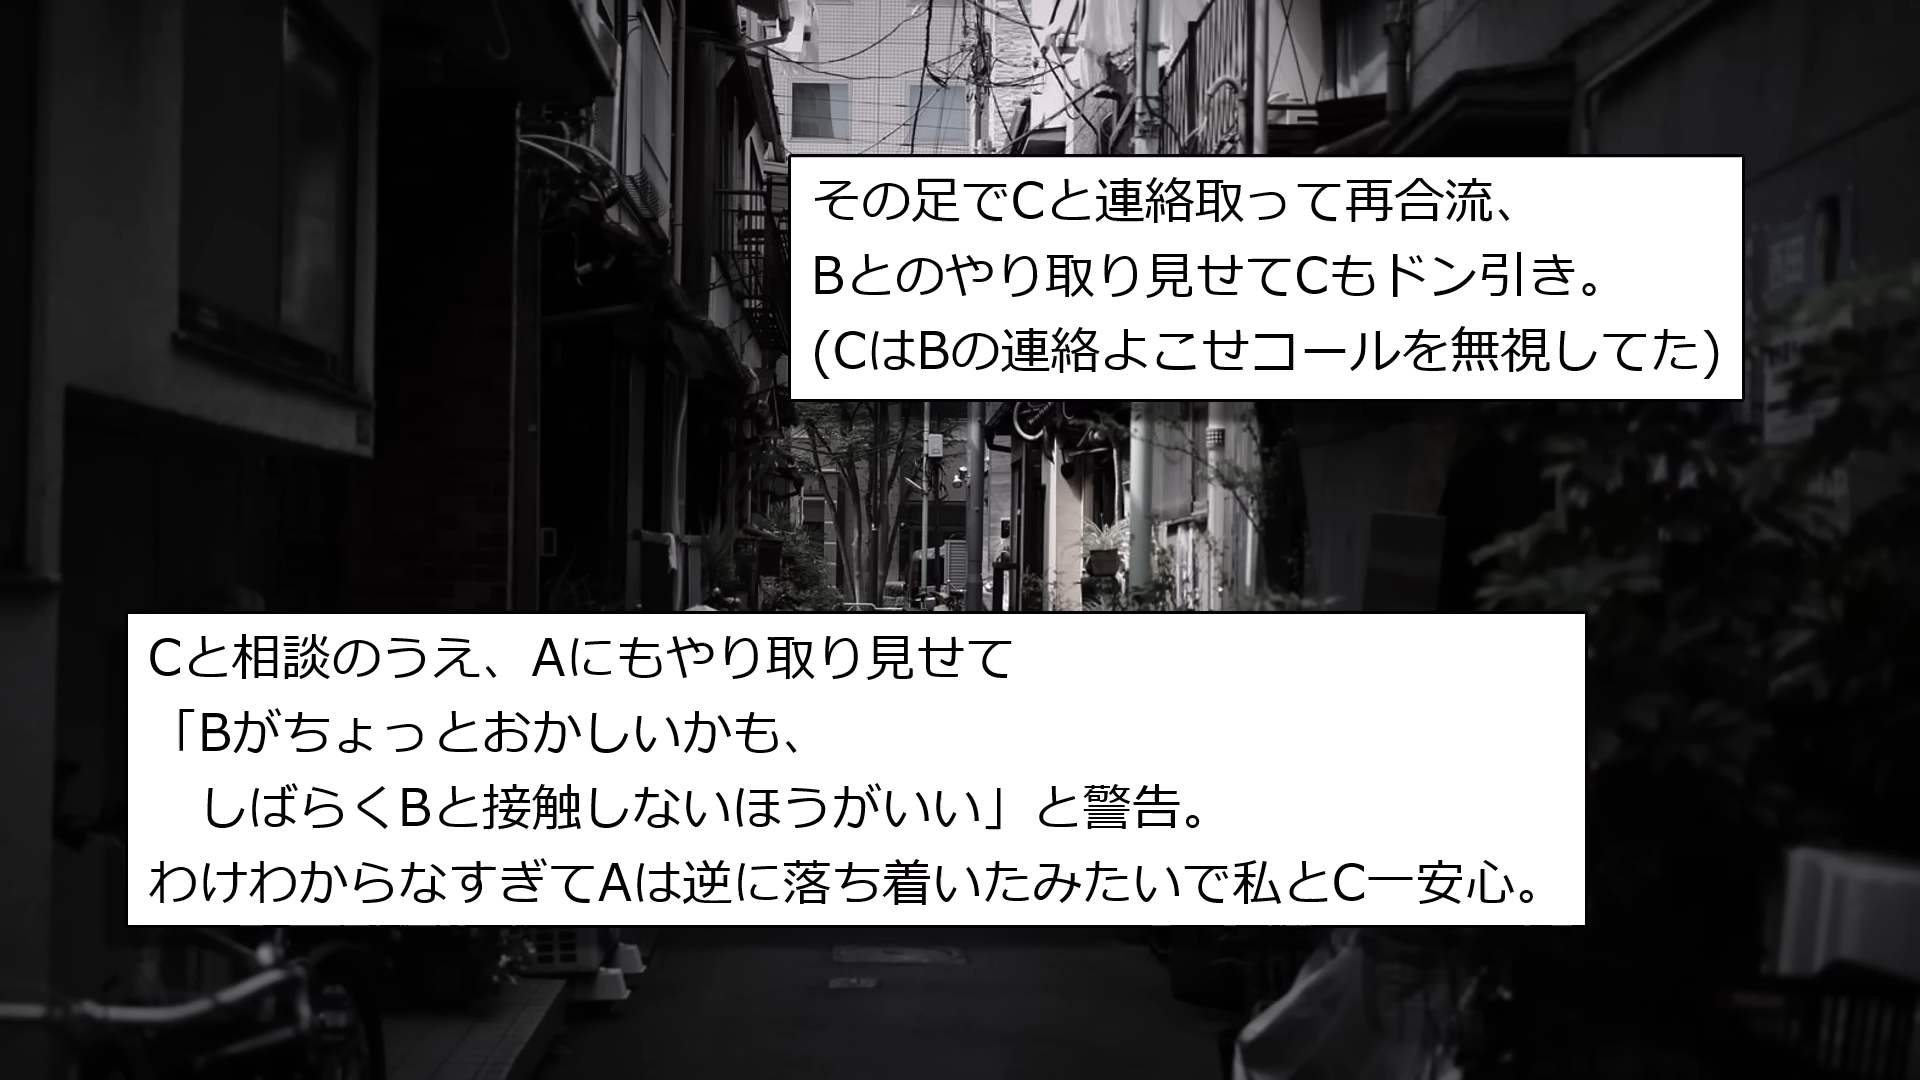 その足でCと連絡取って再合流、
Bとのやり取り見せてCもドン引き。
(CはBの連絡よこせコールを無視してた)
Cと相談のうえ、Aにもやり取り見せて
「Bがちょっとおかしいかも、
しばらくBと接触しないほうがいい」と警告。
わけわからなすぎてAは逆に落ち着いたみたいで私とC一安心。